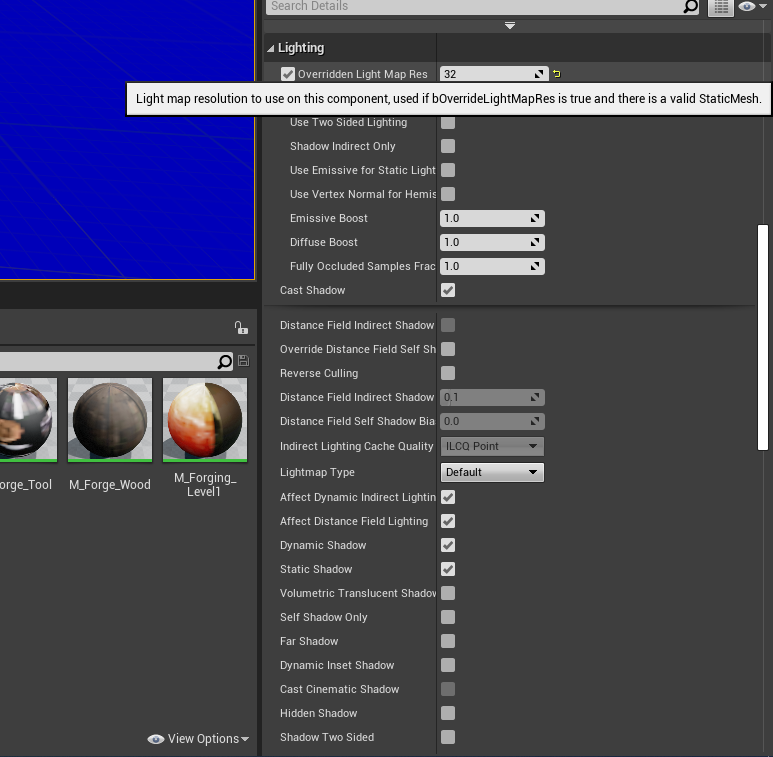 Search Details
Lighting
Overridden Light Map Res 32
Light map resolution to use on this component, used if bOverrideLightMapRes is true and there is a valid StaticMesh.
Use Two Sided Lighting
Shadow Indirect Only
Use Emissive for Static Light
Use Vertex Normal for Hemis
Emissive Boost 1.0
Diffuse Boost 1.0
Fully Occluded Samples Frac 1.0
Cast Shadow
Distance Field Indirect Shadow
Override Distance Field Self Sh
Reverse Culling
Distance Field Indirect Shadow 0.1
Distance Field Self Shadow Bia 0.0
Indirect Lighting Cache Quality ILCQ Point
Lightmap Type Default
Affect Dynamic Indirect Lightin
Affect Distance Field Lighting
Dynamic Shadow
Static Shadow
Volumetric Translucent Shadow
Self Shadow Only
Far Shadow
Dynamic Inset Shadow
Cast Cinematic Shadow
Hidden Shadow
Shadow Two Sided
orge_Tool
M_Forge_Wood
M_Forging_
Level1
View Options